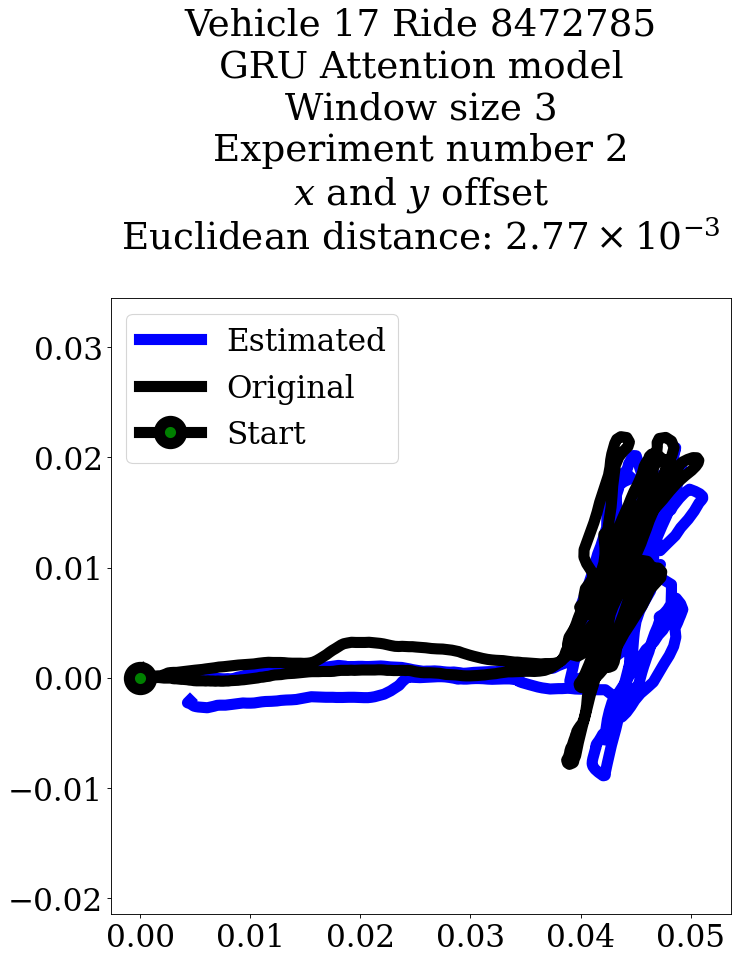 Vehicle 17 Ride 8472785
GRU Attention model
Window size 3
Experiment number 2
x and y offset
Euclidean distance: 2.77 × 10⁻³
Estimated
Original
Start
0.03
0.02
0.01
0.00
−0.01
−0.02
0.00 0.01 0.02 0.03 0.04 0.05